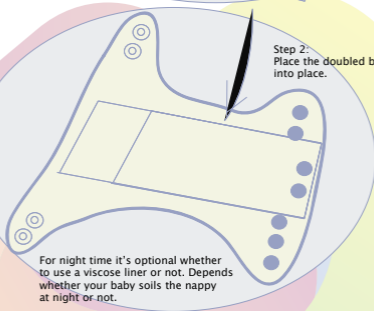 Step 2:
Place the doubled b
into place.
For night time it's optional whether
to use a viscose liner or not. Depends
whether your baby soils the nappy
at night or not.